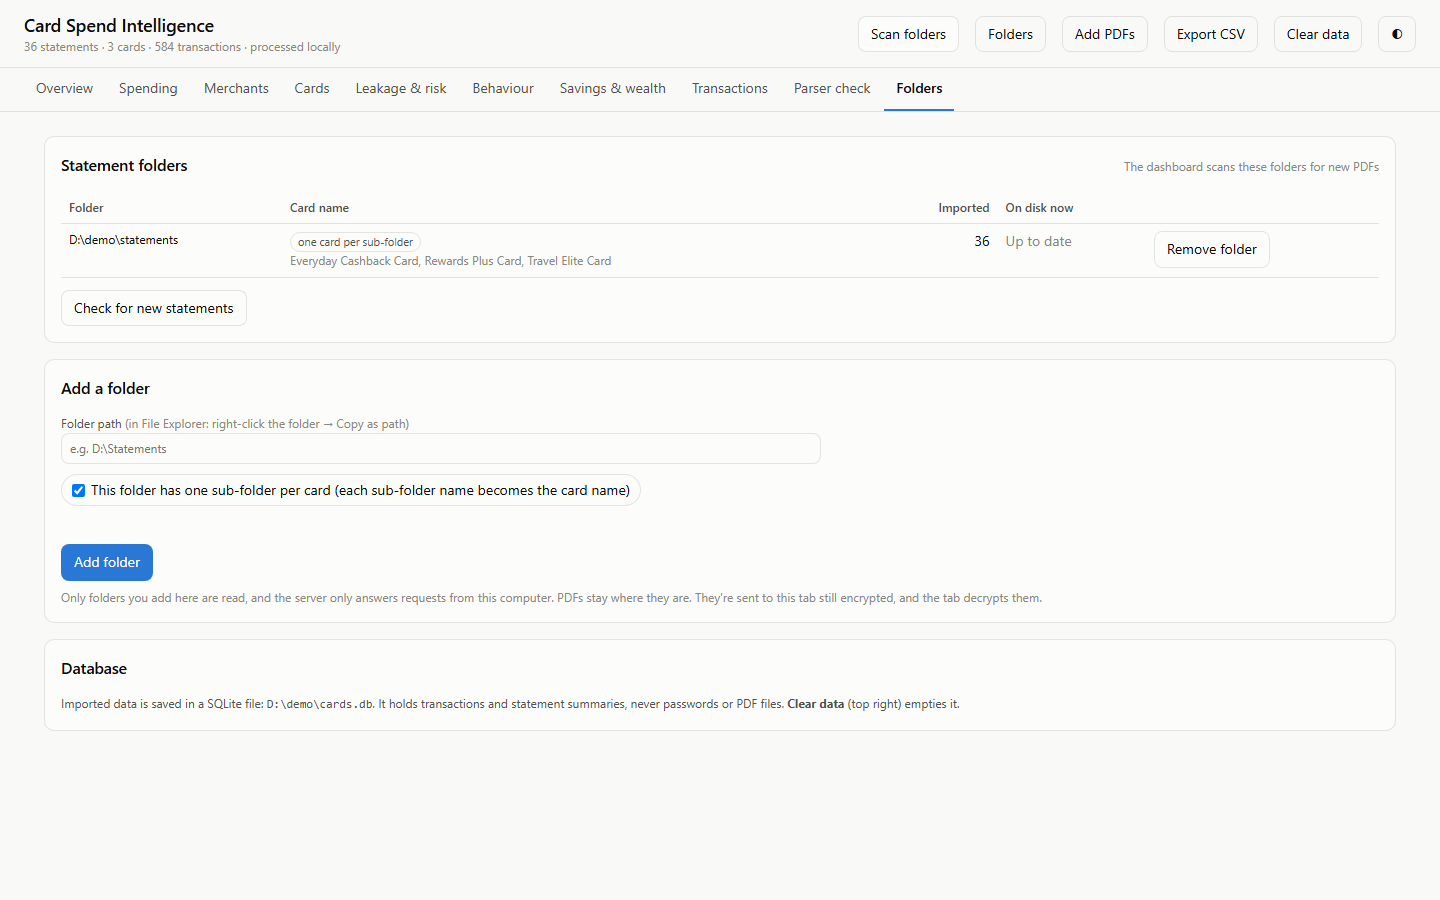 Card Spend Intelligence
36 statements · 3 cards · 584 transactions · processed locally
Scan folders
Folders
Add PDFs
Export CSV
Clear data
Overview
Spending
Merchants
Cards
Leakage & risk
Behaviour
Savings & wealth
Transactions
Parser check
Folders
Statement folders
The dashboard scans these folders for new PDFs
Folder
Card name
Imported
On disk now
D:\demo\statements
one card per sub-folder
Everyday Cashback Card, Rewards Plus Card, Travel Elite Card
36
Up to date
Remove folder
Check for new statements
Add a folder
Folder path (in File Explorer: right-click the folder → Copy as path)
e.g. D:\Statements
This folder has one sub-folder per card (each sub-folder name becomes the card name)
Add folder
Only folders you add here are read, and the server only answers requests from this computer. PDFs stay where they are. They're sent to this tab still encrypted, and the tab decrypts them.
Database
Imported data is saved in a SQLite file: D:\demo\cards.db. It holds transactions and statement summaries, never passwords or PDF files. Clear data (top right) empties it.